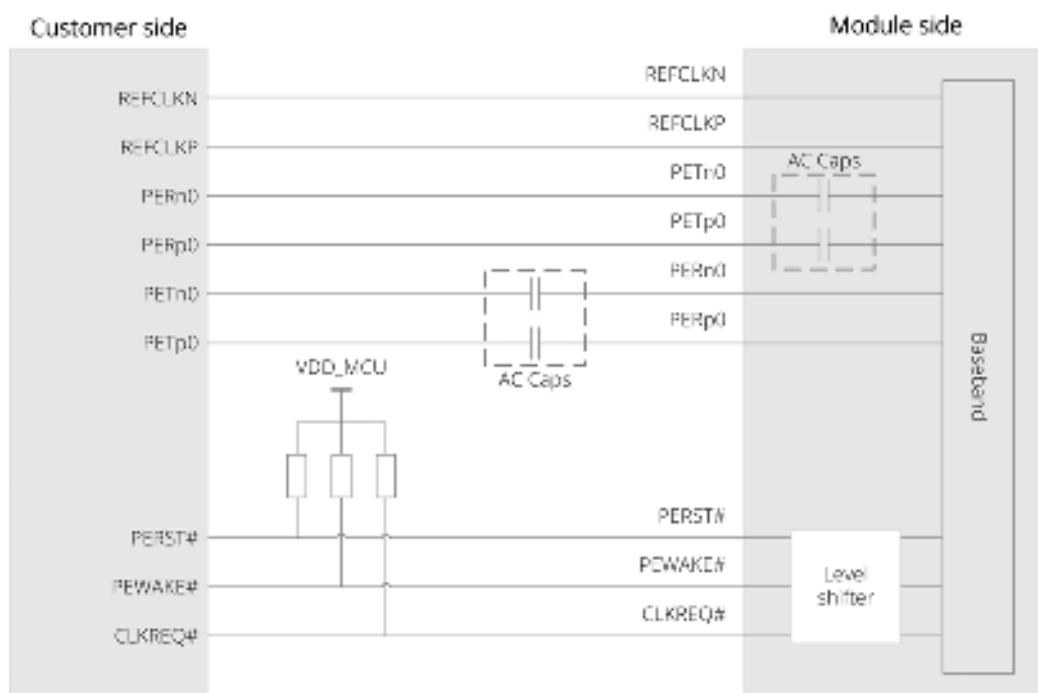 Customer side
Module side
REFCLKN
REFCLKN
REFCLKP
REFCLKP
PETn0
AC Caps
PERn0
PETp0
PERp0
PERn0
PETn0
PERp0
PETp0
VDD_MCU
AC Caps
Baseband
PERST#
PERST#
PEWAKE#
PEWAKE#
Level
shifter
CLKREQ#
CLKREQ#